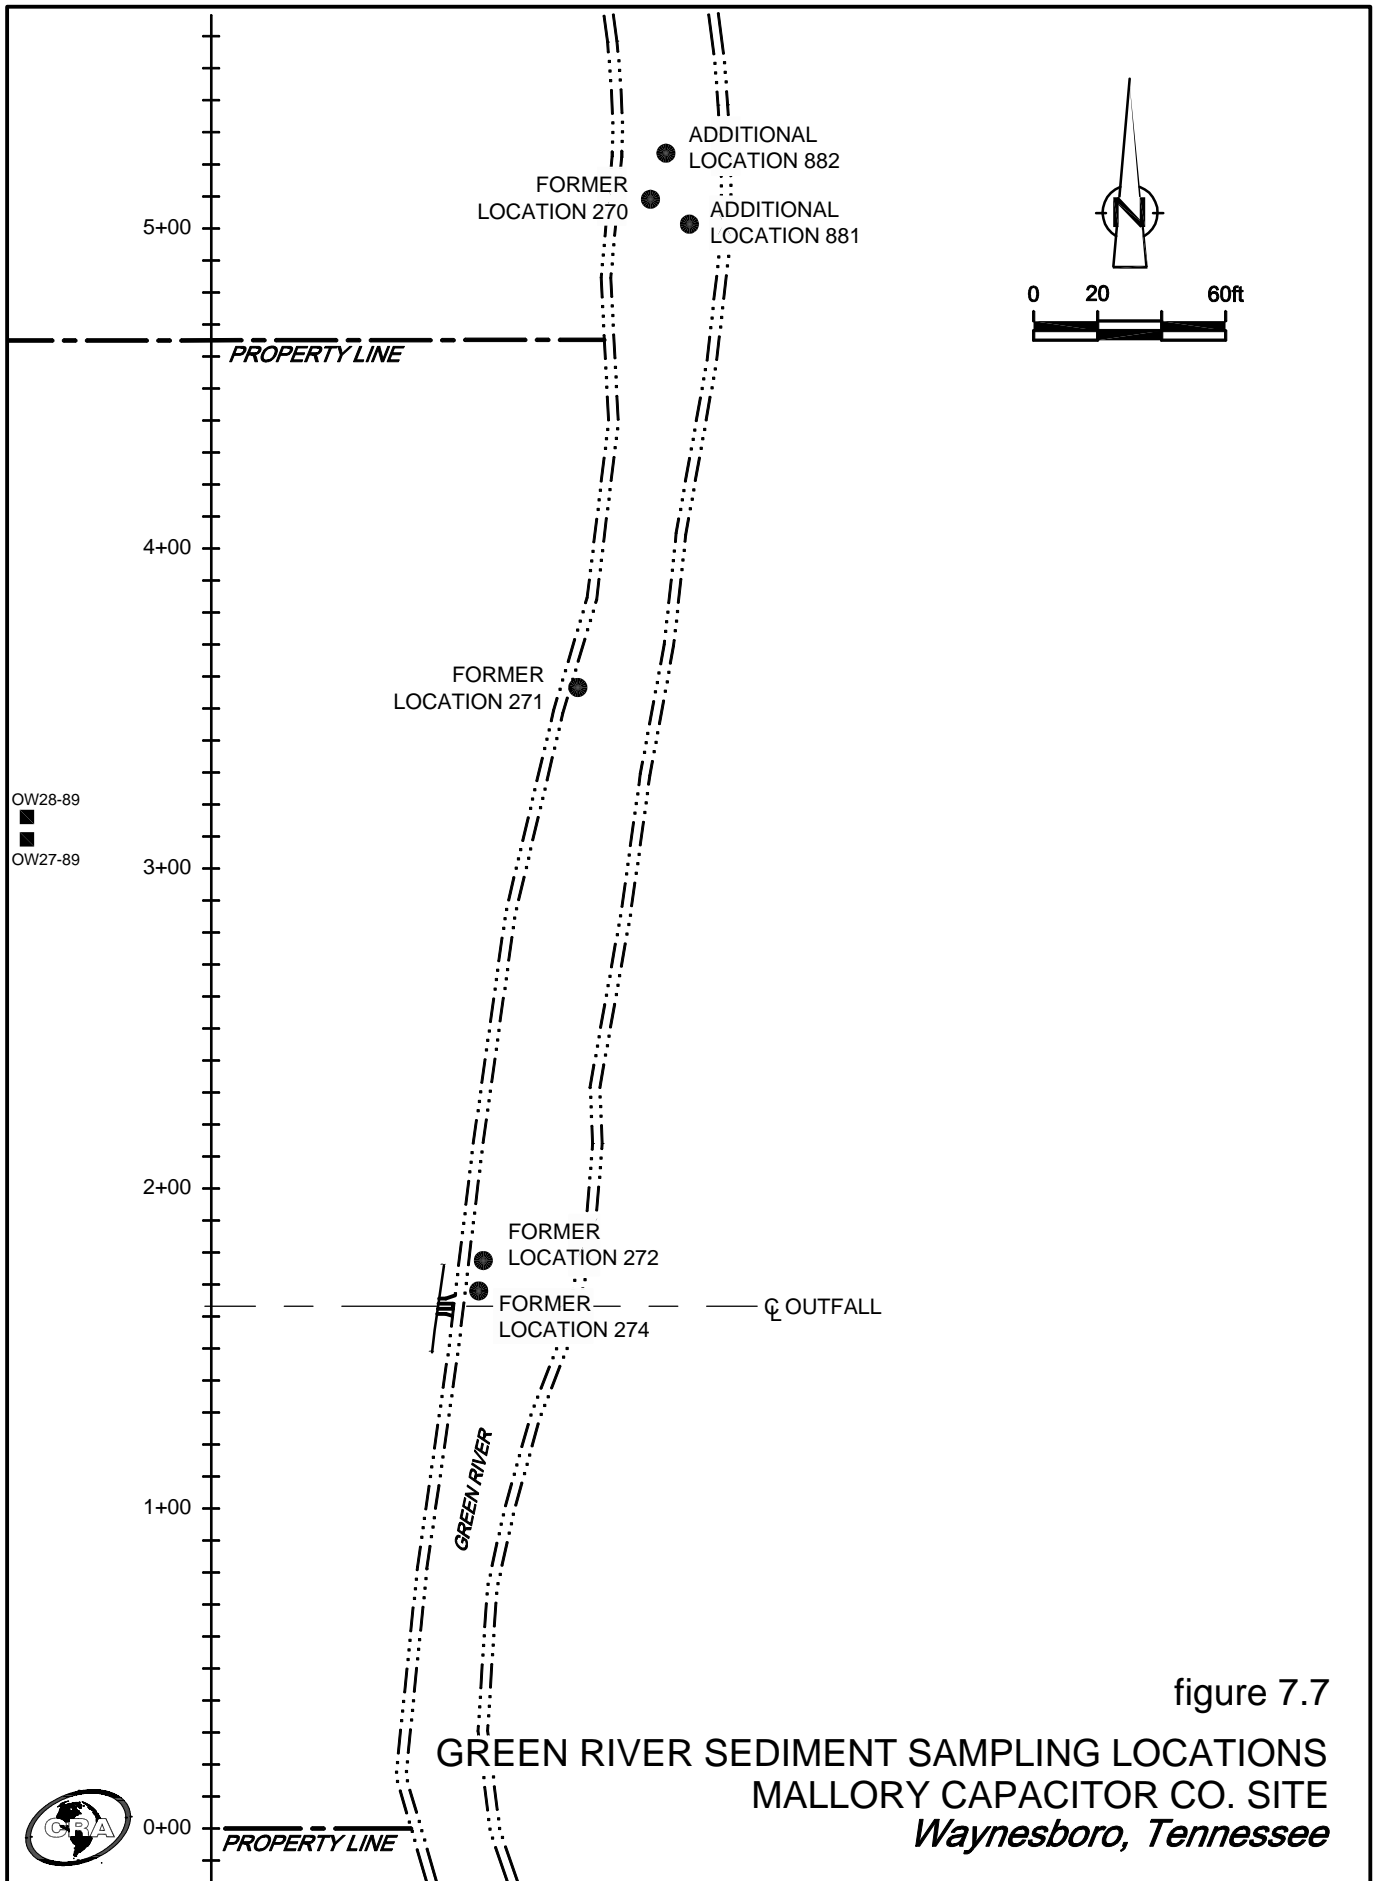 ADDITIONAL
LOCATION 882
FORMER
LOCATION 270
ADDITIONAL
LOCATION 881
5+00
N
0 20 60ft
PROPERTY LINE
4+00
FORMER
LOCATION 271
OW28-89
OW27-89
3+00
2+00
FORMER
LOCATION 272
FORMER
LOCATION 274
℄ OUTFALL
GREEN RIVER
1+00
figure 7.7
GREEN RIVER SEDIMENT SAMPLING LOCATIONS
MALLORY CAPACITOR CO. SITE
Waynesboro, Tennessee
CRA
0+00
PROPERTY LINE